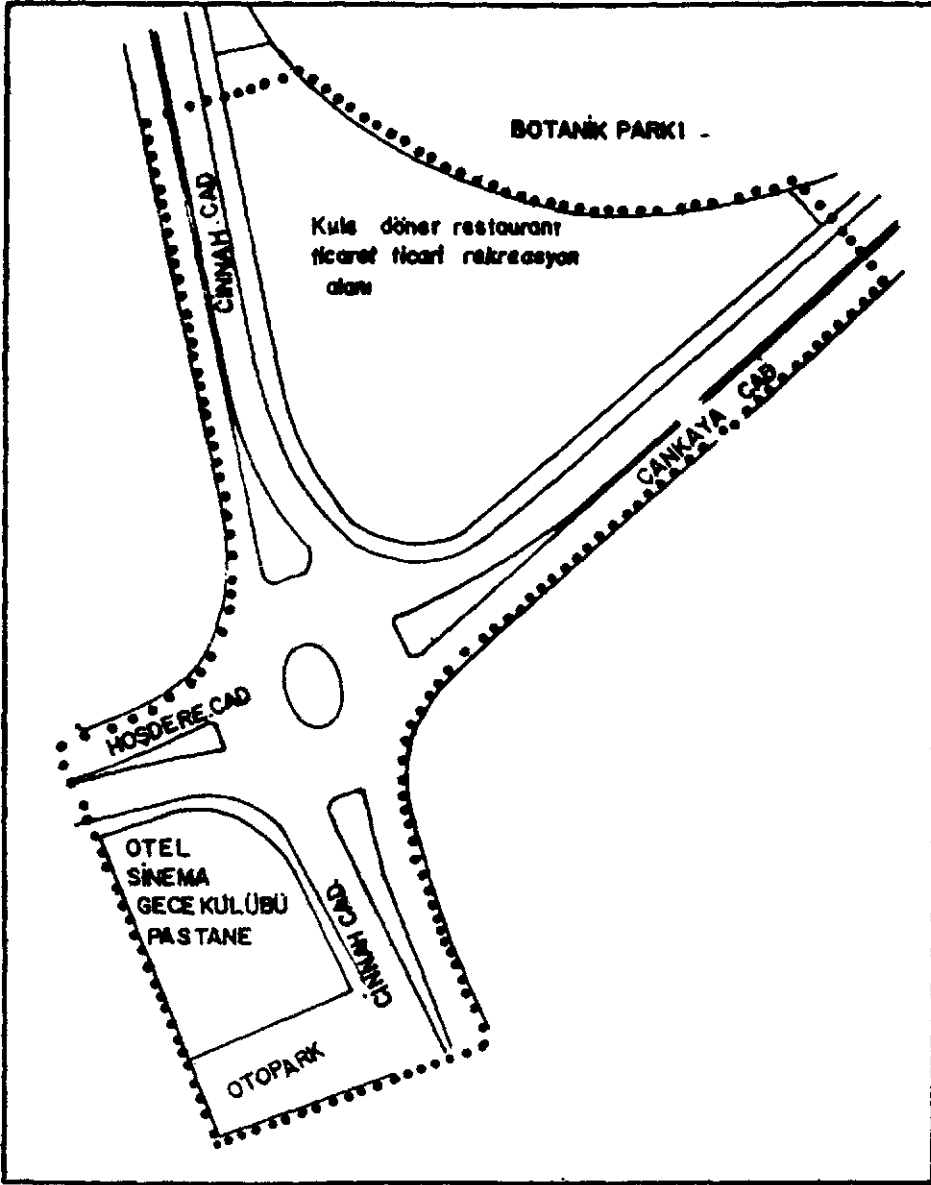 BOTANİK PARKI -
CİNNAH.CAD
Kule döner restaurant
ticaret ticari rekreasyon
alanı
ÇANKAYA CAD
HOŞDERE.CAD
OTEL
SİNEMA
GECE KULÜBÜ
PASTANE
CİNNAH CAD.
OTOPARK